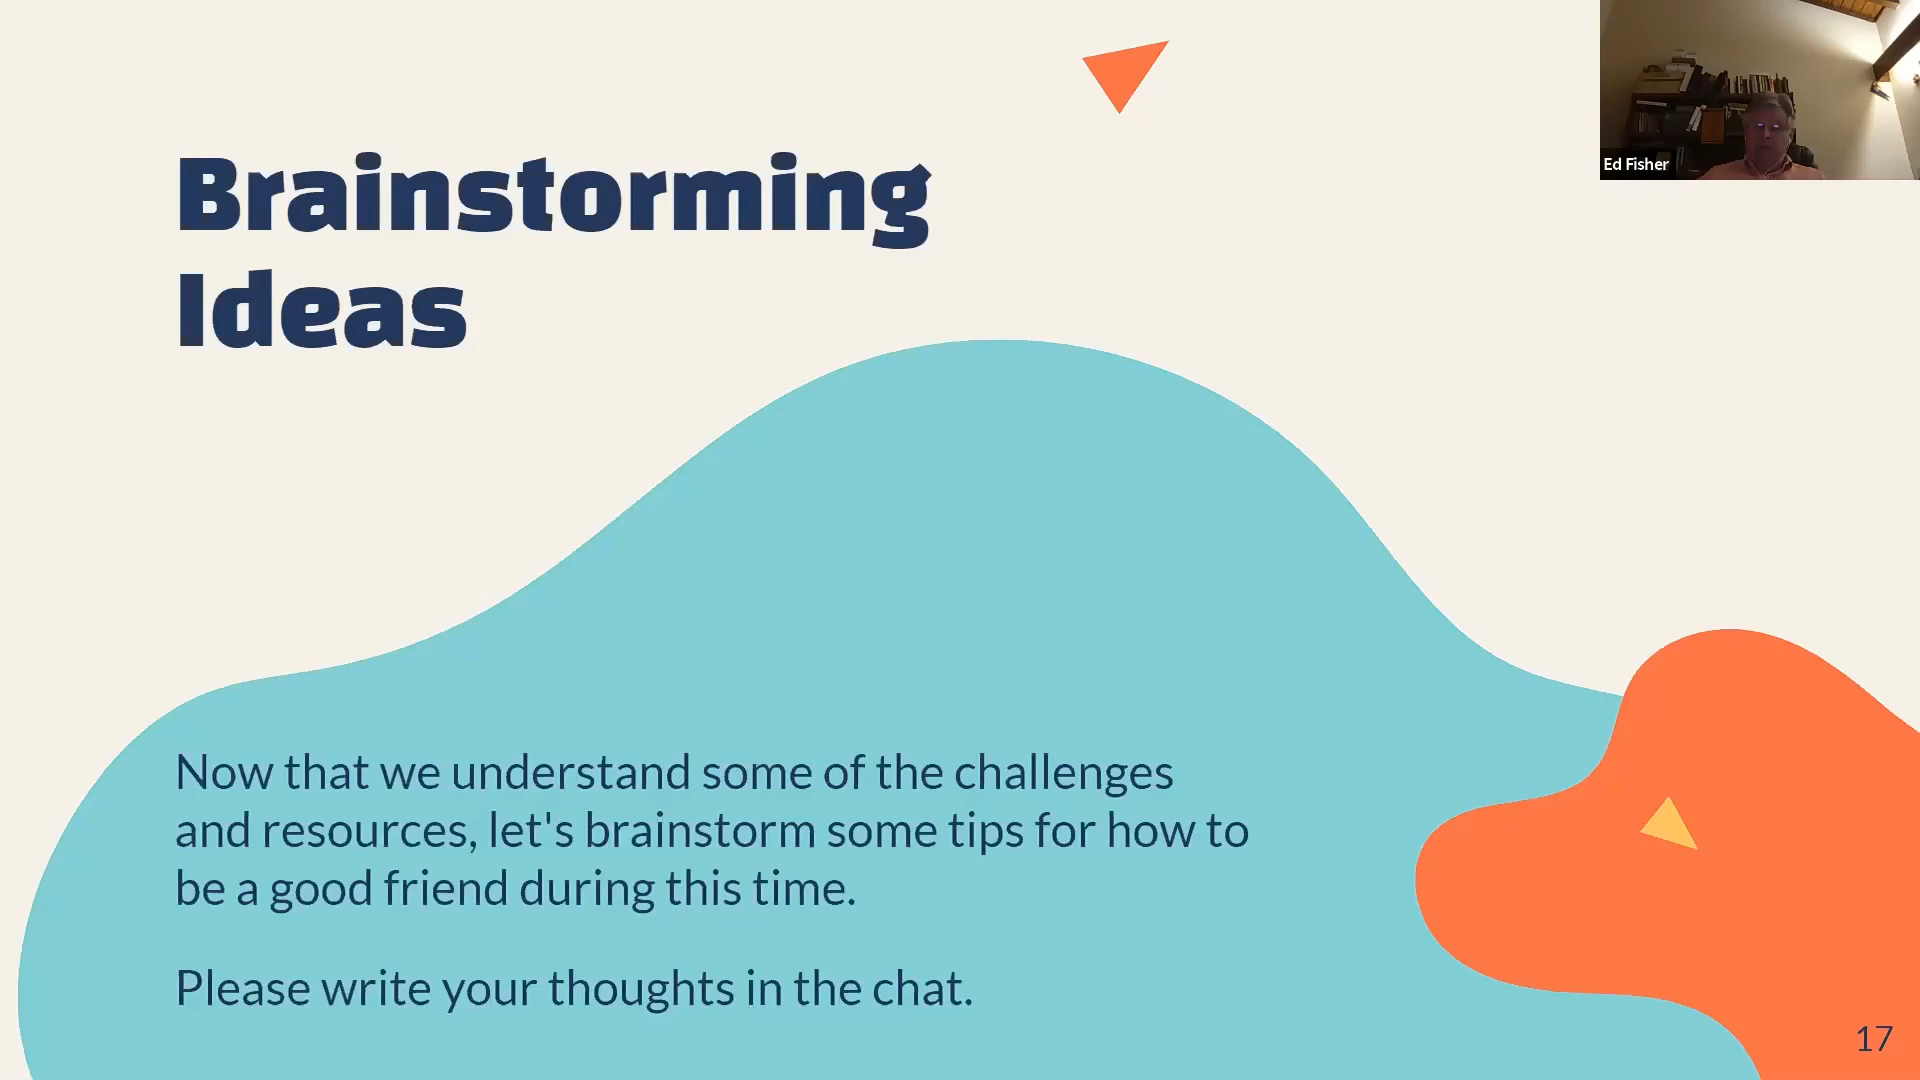 Brainstorming
Ideas
Ed Fisher
Now that we understand some of the challenges
and resources, let's brainstorm some tips for how to
be a good friend during this time.
Please write your thoughts in the chat.
17